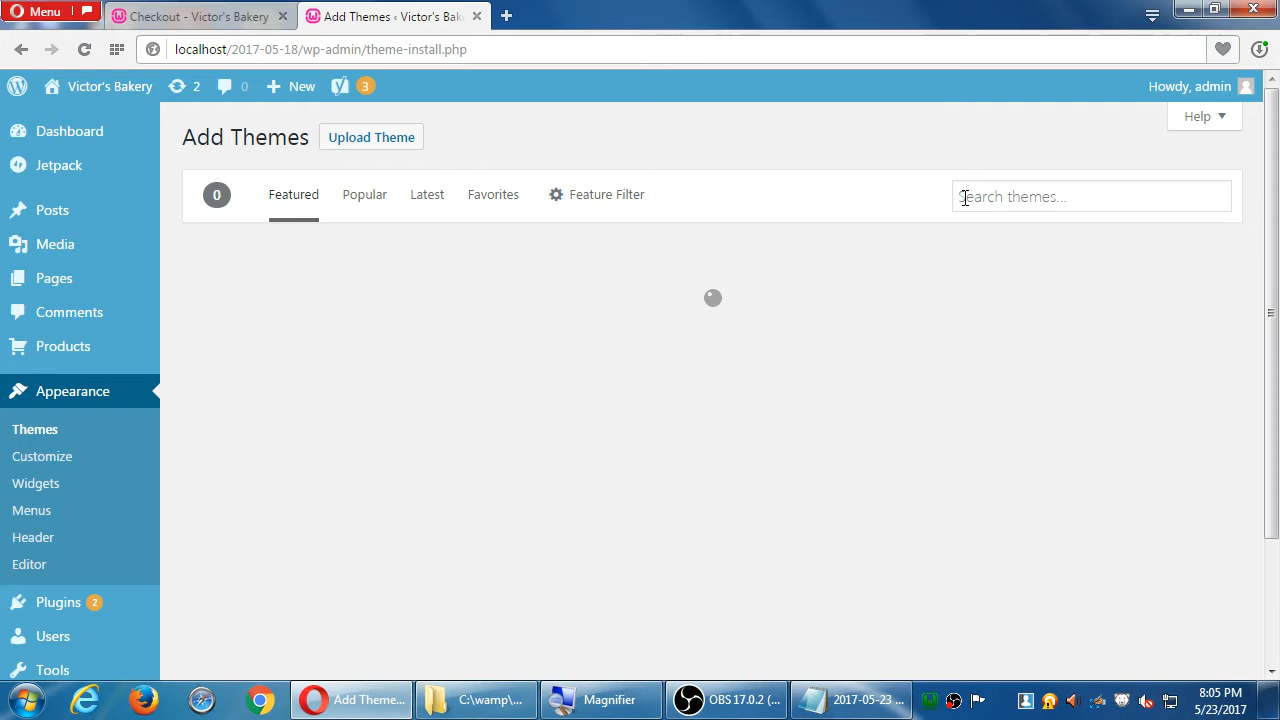 Menu
Checkout - Victor's Bakery
Add Themes ‹ Victor's Bak
localhost/2017-05-18/wp-admin/theme-install.php
Victor's Bakery
2
0
New
3
Howdy, admin
Dashboard
Jetpack
Posts
Media
Pages
Comments
Products
Appearance
Themes
Customize
Widgets
Menus
Header
Editor
Plugins 2
Users
Tools
Add Themes
Upload Theme
Help
0
Featured
Popular
Latest
Favorites
Feature Filter
Search themes...
Add Theme...
C:\wamp\...
Magnifier
OBS 17.0.2 (...
2017-05-23 ...
8:05 PM
5/23/2017